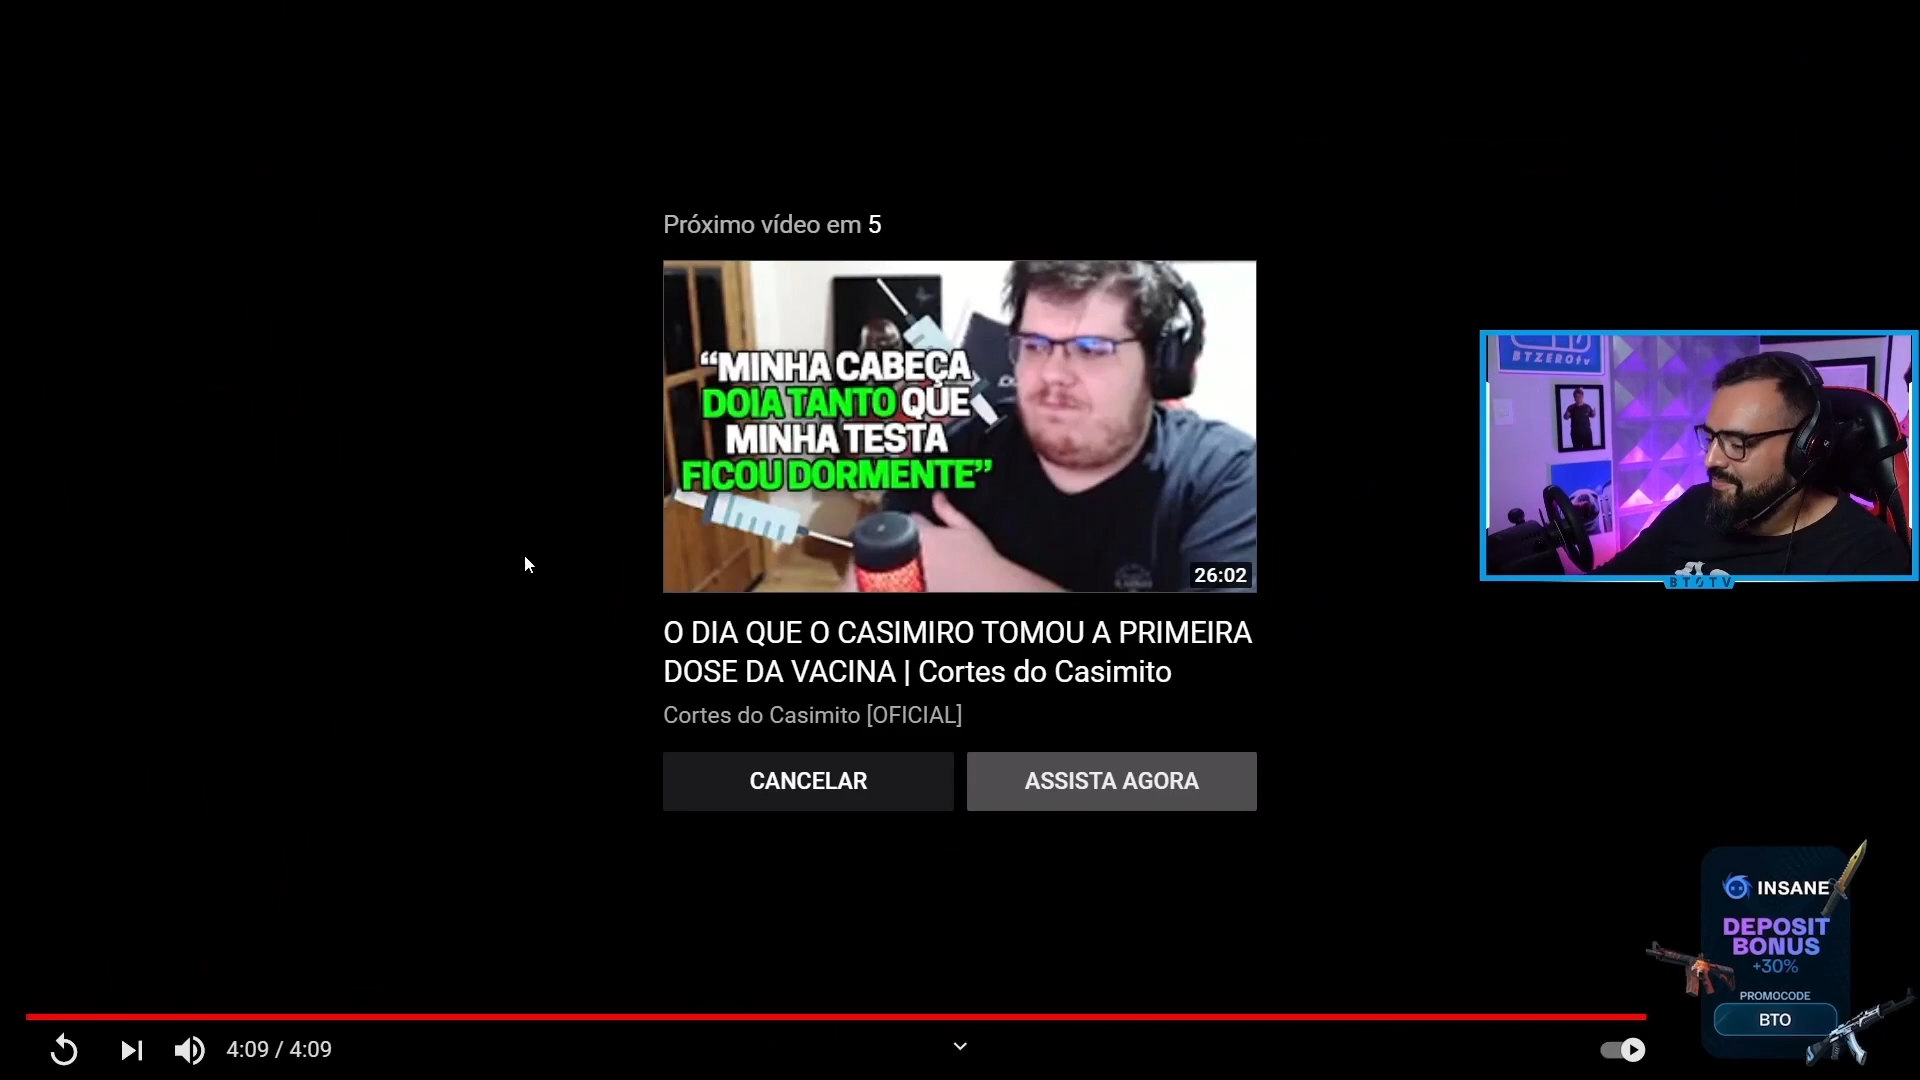 Próximo vídeo em 5
“MINHA CABEÇA
DOIA TANTO QUE
MINHA TESTA
FICOU DORMENTE”
26:02
O DIA QUE O CASIMIRO TOMOU A PRIMEIRA
DOSE DA VACINA | Cortes do Casimito
Cortes do Casimito [OFICIAL]
CANCELAR
ASSISTA AGORA
BTZEROtv
BT0TV
INSANE
DEPOSIT
BONUS
+30%
PROMOCODE
BTO
4:09 / 4:09